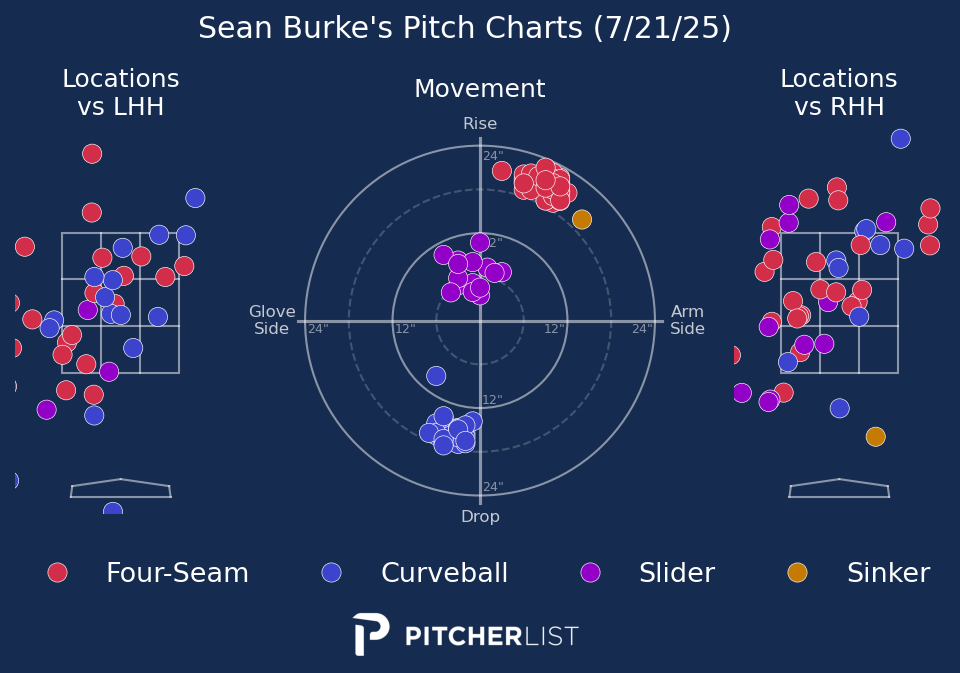 Sean Burke's Pitch Charts (7/21/25)
Locations
vs LHH
Movement
Locations
vs RHH
Rise
24"
12"
Glove
Side
24"
12"
12"
24"
Arm
Side
12"
24"
Drop
Four-Seam
Curveball
Slider
Sinker
PITCHERLIST